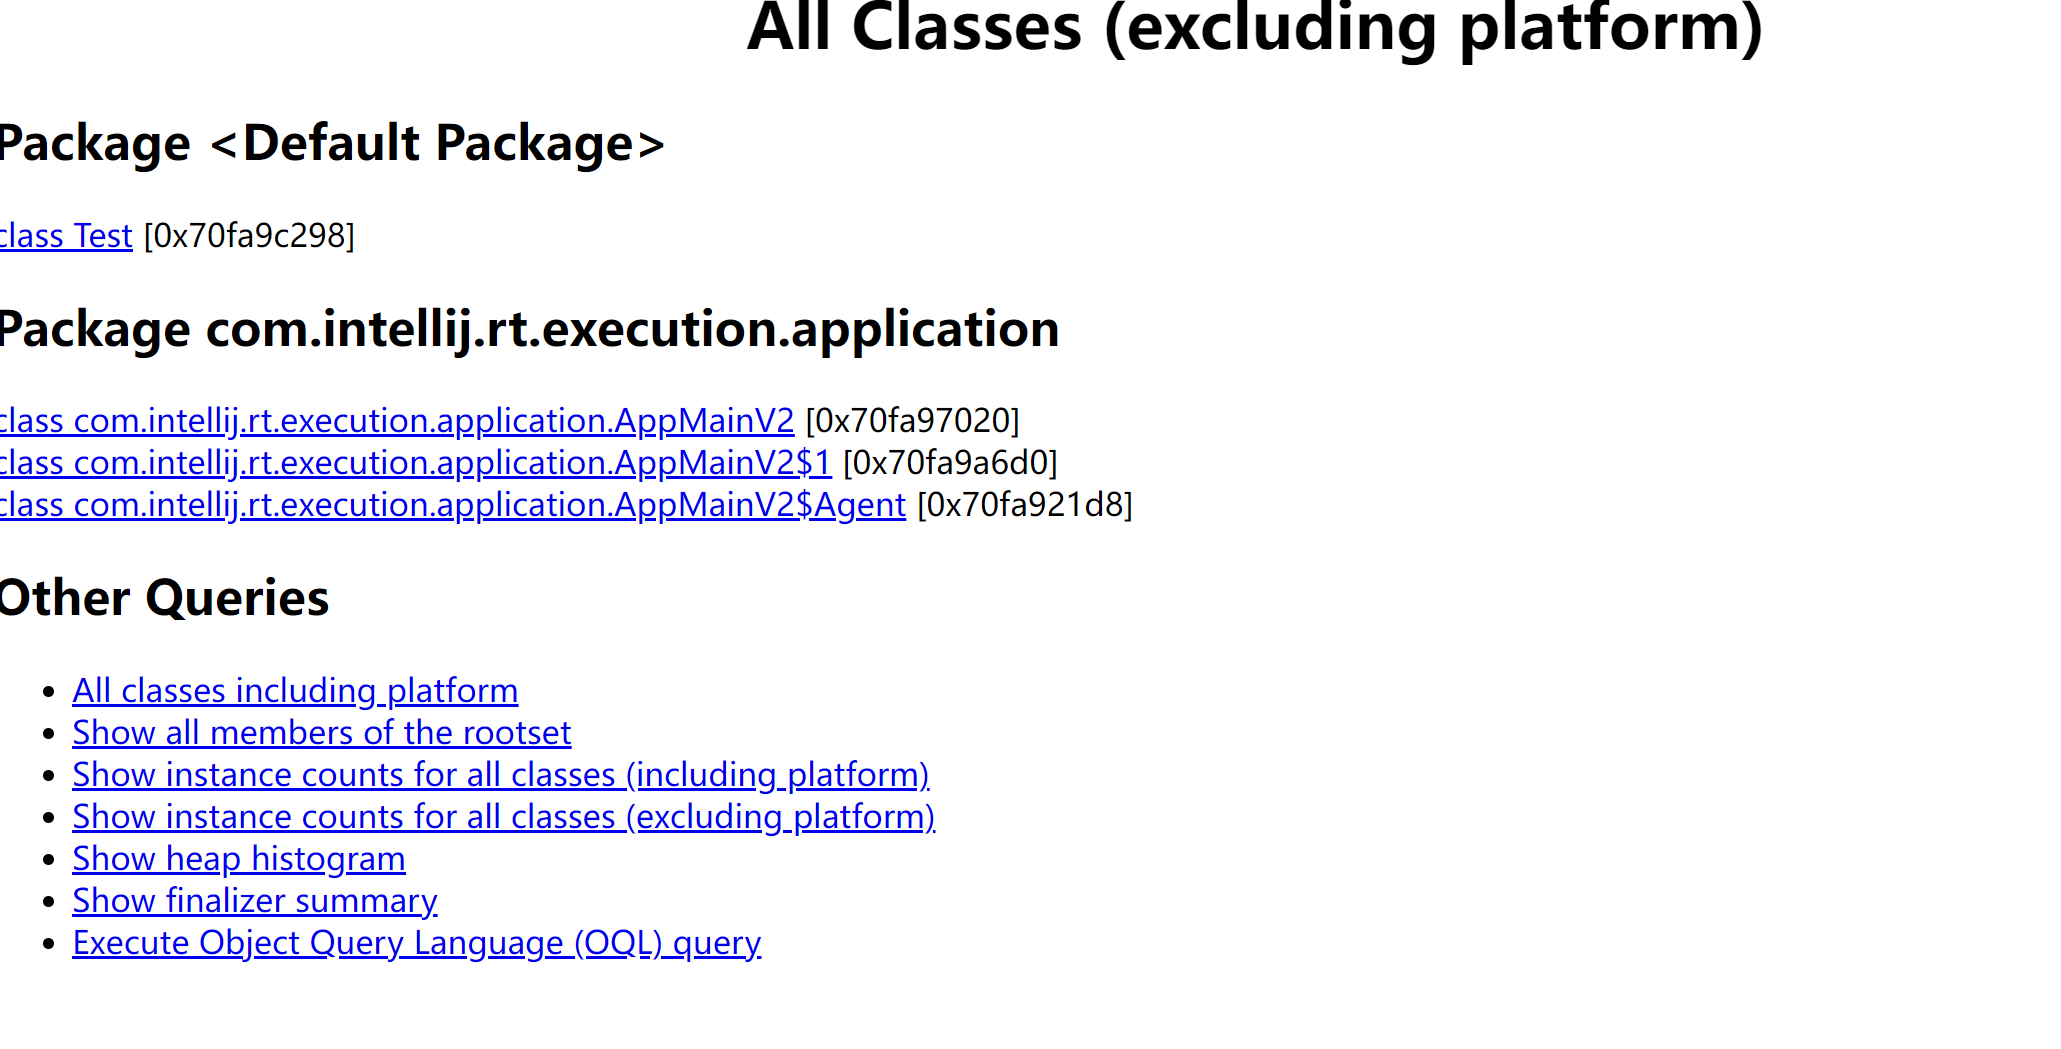 All Classes (excluding platform)
Package <Default Package>
class Test [0x70fa9c298]
Package com.intellij.rt.execution.application
class com.intellij.rt.execution.application.AppMainV2 [0x70fa97020]
class com.intellij.rt.execution.application.AppMainV2$1 [0x70fa9a6d0]
class com.intellij.rt.execution.application.AppMainV2$Agent [0x70fa921d8]
Other Queries
• All classes including platform
• Show all members of the rootset
• Show instance counts for all classes (including platform)
• Show instance counts for all classes (excluding platform)
• Show heap histogram
• Show finalizer summary
• Execute Object Query Language (OQL) query